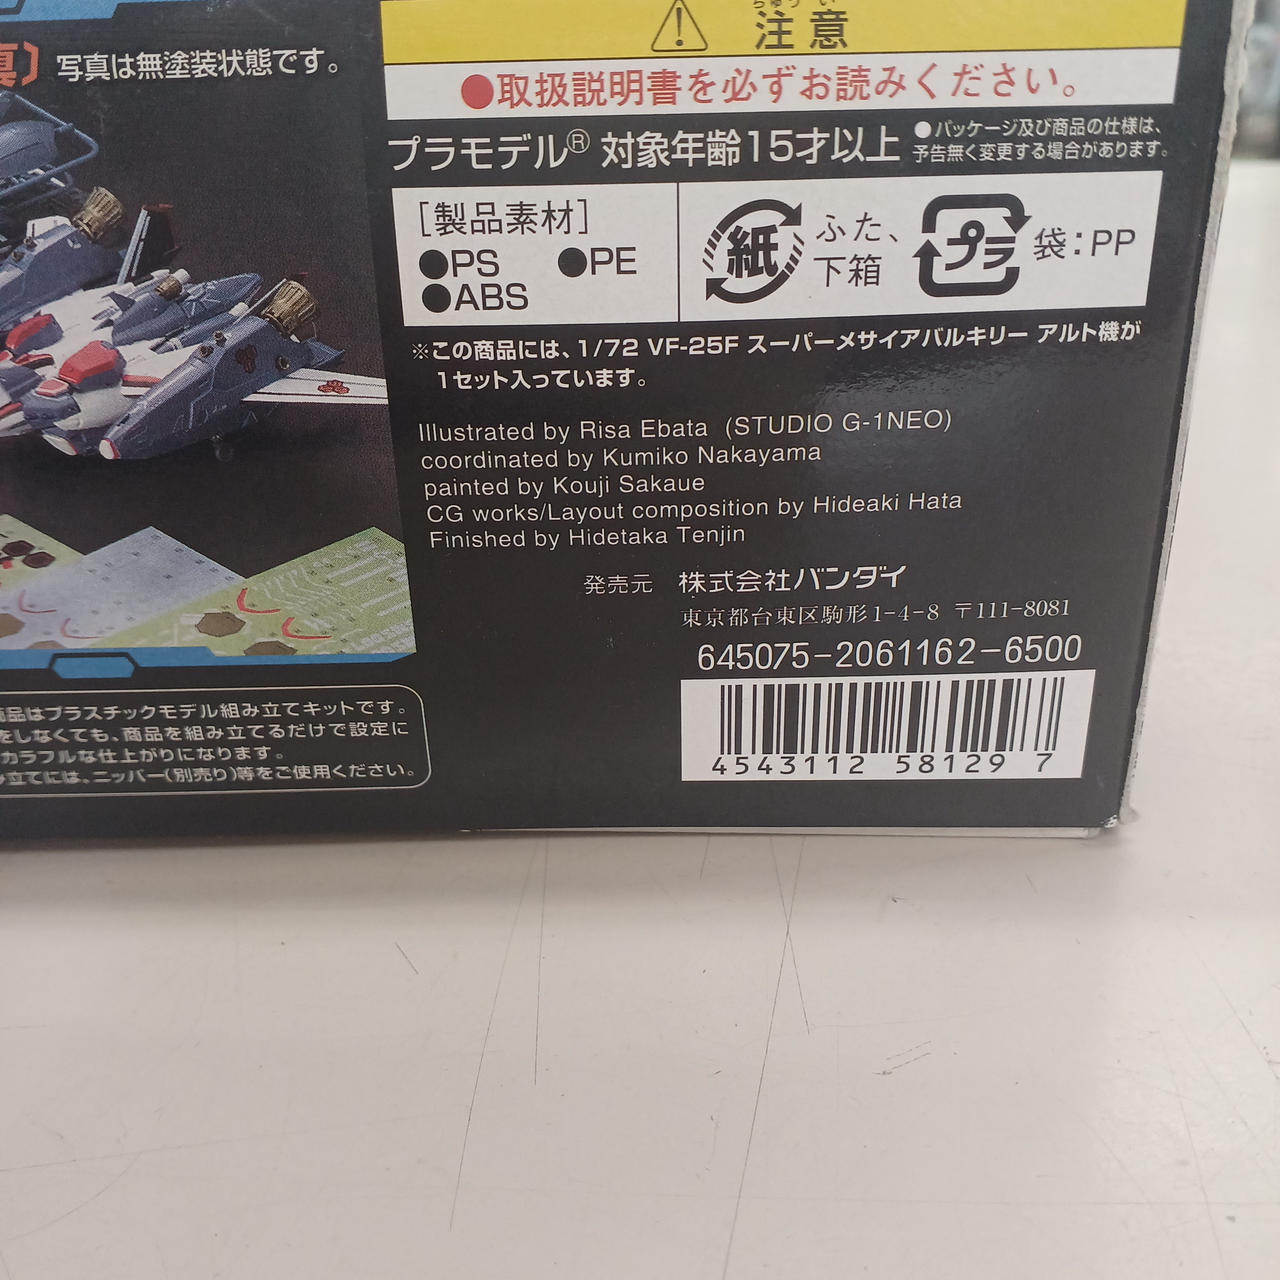 ちゅう い
注意
●取扱説明書を必ずお読みください。
真〕 写真は無塗装状態です。
プラモデル® 対象年齢15才以上
●パッケージ及び商品の仕様は、
予告無く変更する場合があります。
[製品素材]
●PS ●PE
●ABS
紙 ふた、
下箱
プラ 袋:PP
※この商品には、1/72 VF-25F スーパーメサイアバルキリー アルト機が
1セット入っています。
Illustrated by Risa Ebata (STUDIO G-1NEO)
coordinated by Kumiko Nakayama
painted by Kouji Sakaue
CG works/Layout composition by Hideaki Hata
Finished by Hidetaka Tenjin
発売元 株式会社バンダイ
東京都台東区駒形1-4-8 〒111-8081
645075-2061162-6500
4543112 581297
商品はプラスチックモデル組み立てキットです。
をしなくても、商品を組み立てるだけで設定に
カラフルな仕上がりになります。
み立てには、ニッパー(別売り)等をご使用ください。